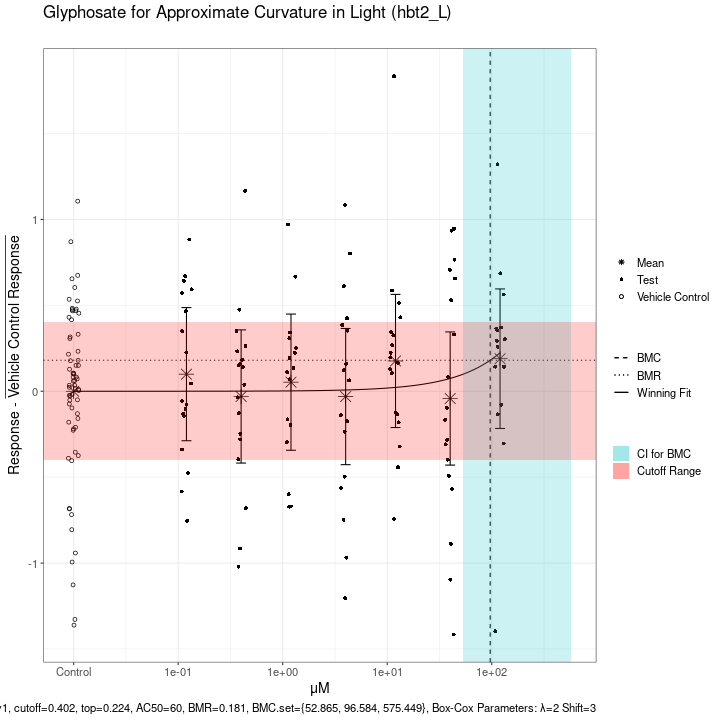 Glyphosate for Approximate Curvature in Light (hbt2_L)
Response - Vehicle Control Response
1
0
-1
Control
1e-01
1e+00
1e+01
1e+02
µM
Mean
Test
Vehicle Control
BMC
BMR
Winning Fit
CI for BMC
Cutoff Range
1, cutoff=0.402, top=0.224, AC50=60, BMR=0.181, BMC.set={52.865, 96.584, 575.449}, Box-Cox Parameters: λ=2 Shift=3